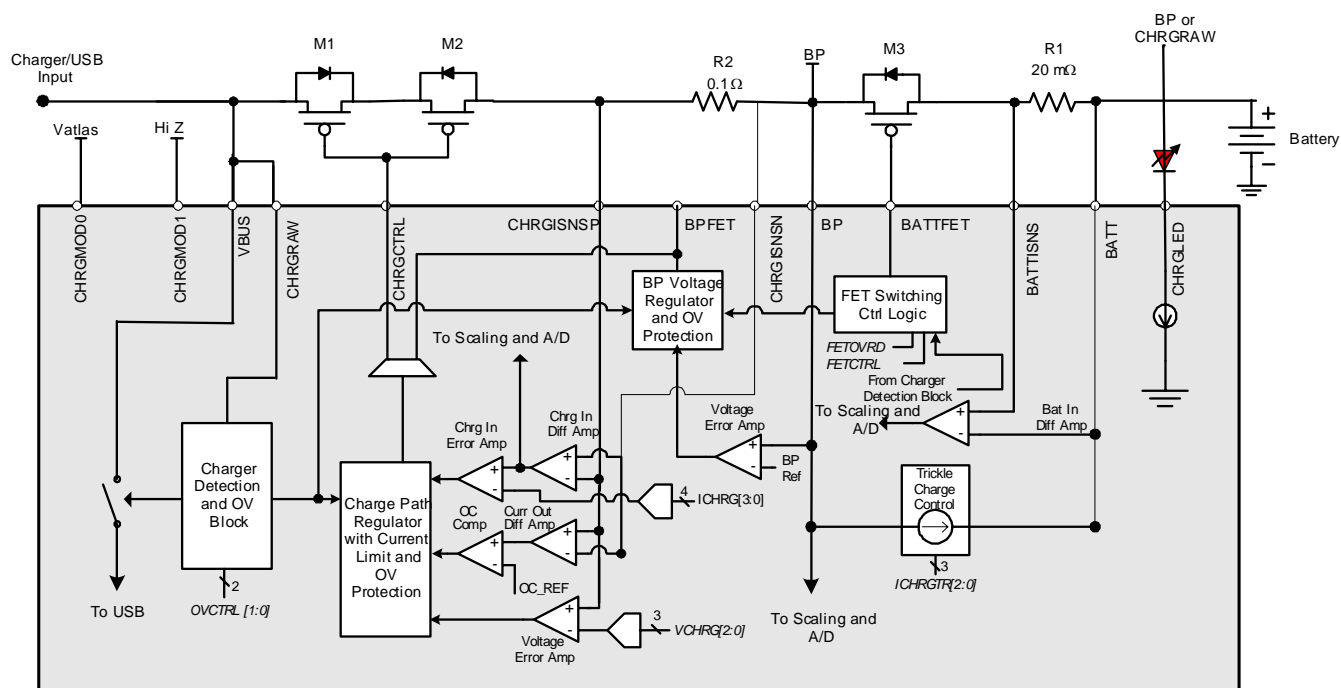 Charger/USB
Input
M1
M2
R2
0.1Ω
BP
M3
R1
20 mΩ
BP or
CHRGRAW
Vatlas
Hi Z
+
–
Battery
CHRGMOD0
CHRGMOD1
VBUS
CHRGRAW
CHRGCTRL
CHRGISNSP
BPFET
CHRGISNSN
BP
BATTFET
BATTISNS
BATT
CHRGLED
BP Voltage
Regulator
and OV
Protection
FET Switching
Ctrl Logic
FETOVRD
FETCTRL
From Charger
Detection Block
To Scaling and A/D
To Scaling and
A/D
+
-
Bat In
Diff Amp
Voltage
Error Amp
+
-
BP
Ref
Chrg In
Error Amp
Chrg In
Diff Amp
+
-
+
-
4
ICHRG[3:0]
Trickle
Charge
Control
3
ICHRGTR[2:0]
Charger
Detection
and OV
Block
2
OVCTRL [1:0]
To USB
Charge Path
Regulator
with Current
Limit and
OV
Protection
OC
Comp
Curr Out
Diff Amp
+
-
+
-
OC_REF
+
-
Voltage
Error Amp
3
VCHRG[2:0]
To Scaling and
A/D